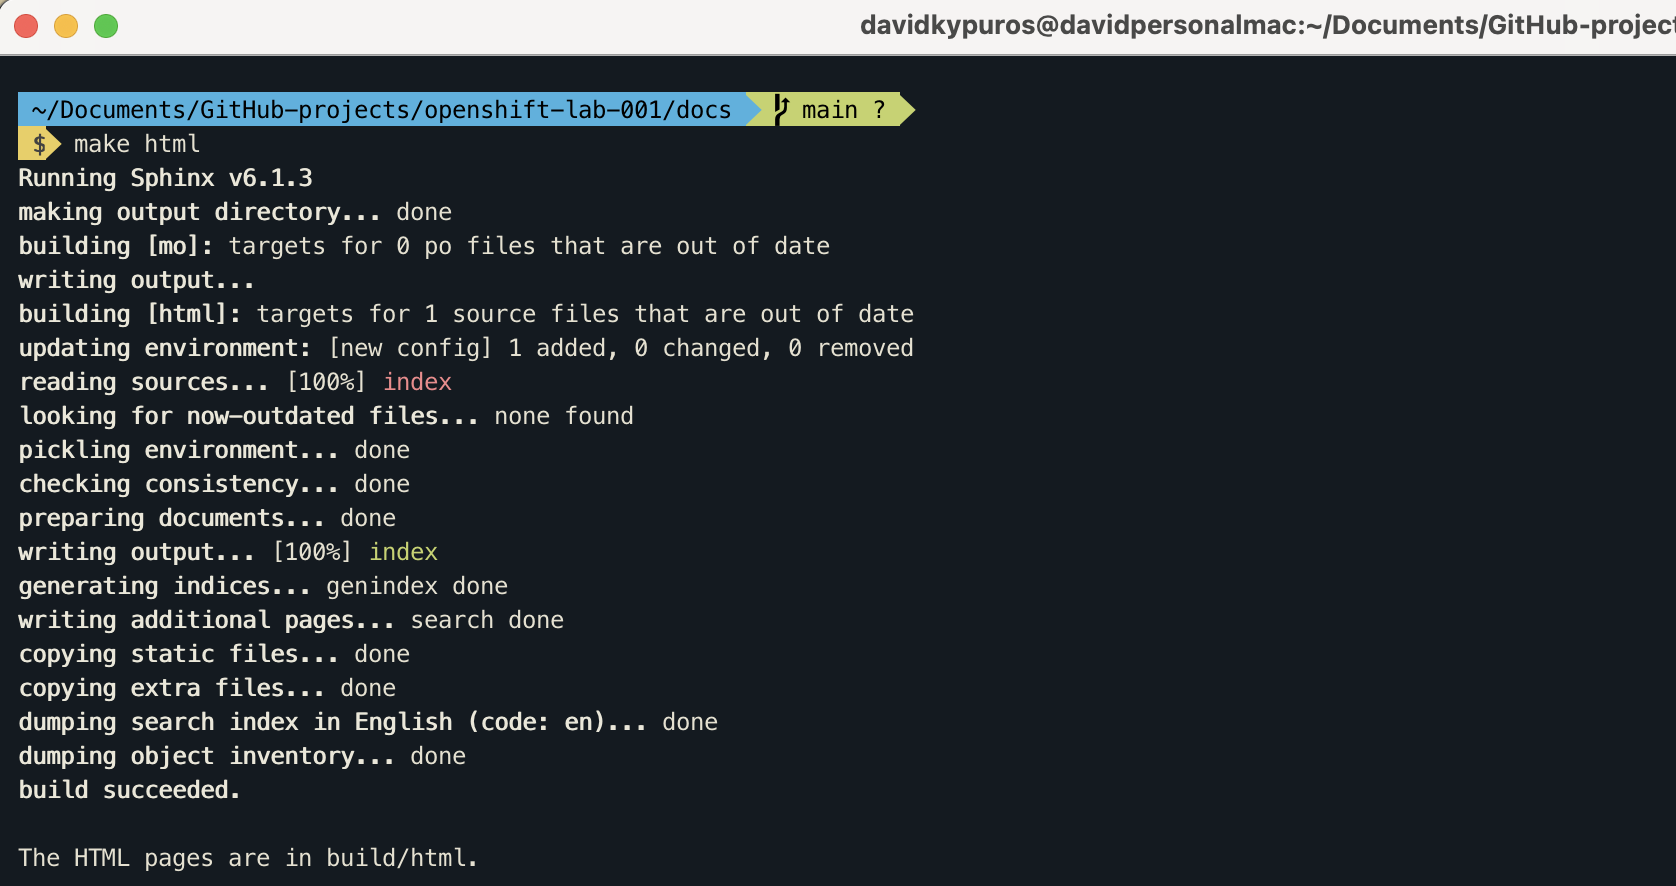 davidkypuros@davidpersonalmac:~/Documents/GitHub-project
~/Documents/GitHub-projects/openshift-lab-001/docs main ?
$ make html
Running Sphinx v6.1.3
making output directory... done
building [mo]: targets for 0 po files that are out of date
writing output...
building [html]: targets for 1 source files that are out of date
updating environment: [new config] 1 added, 0 changed, 0 removed
reading sources... [100%] index
looking for now-outdated files... none found
pickling environment... done
checking consistency... done
preparing documents... done
writing output... [100%] index
generating indices... genindex done
writing additional pages... search done
copying static files... done
copying extra files... done
dumping search index in English (code: en)... done
dumping object inventory... done
build succeeded.
The HTML pages are in build/html.